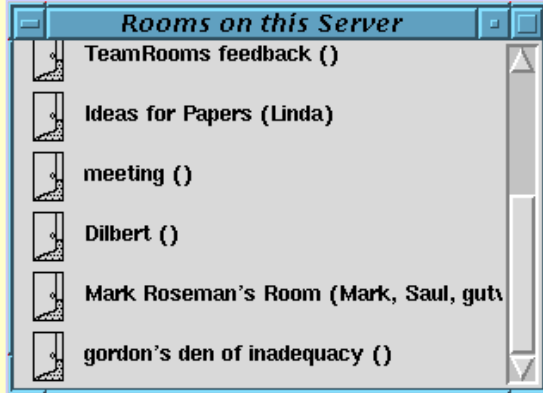 Rooms on this Server
TeamRooms feedback ()
Ideas for Papers (Linda)
meeting ()
Dilbert ()
Mark Roseman's Room (Mark, Saul, gutv
gordon's den of inadequacy ()